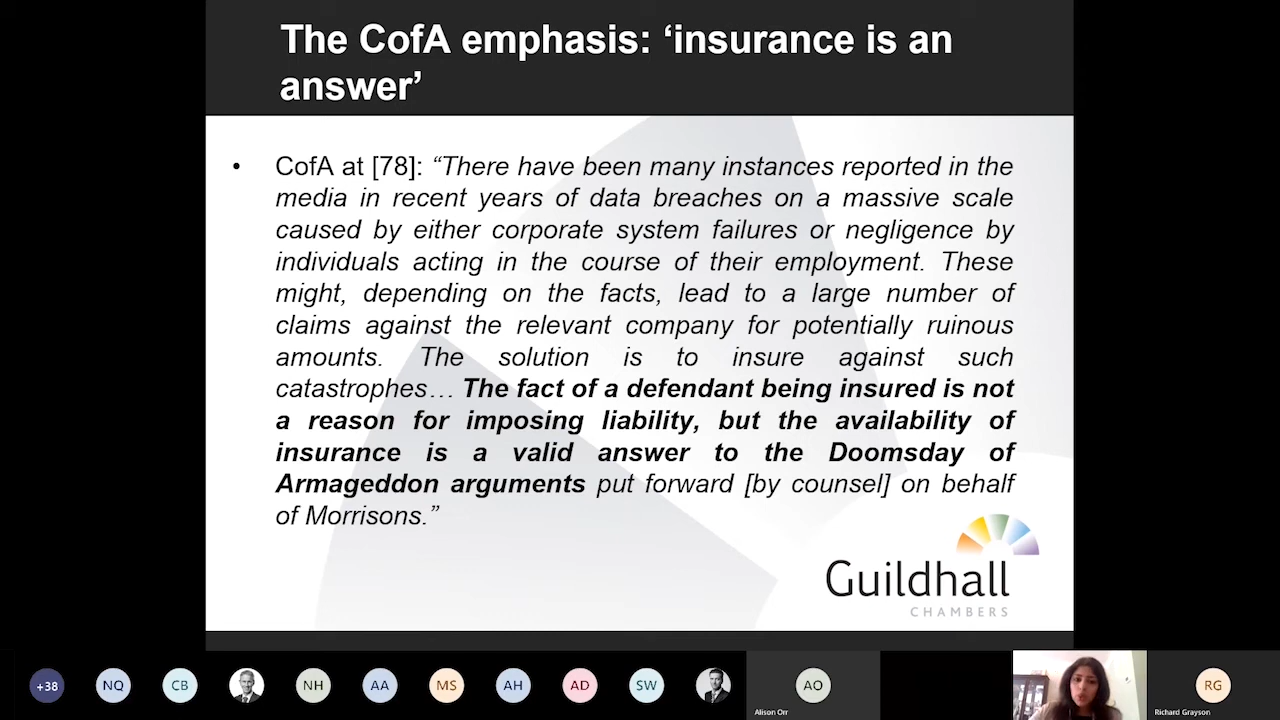 The CofA emphasis: ‘insurance is an
answer’
• CofA at [78]: “There have been many instances reported in the
media in recent years of data breaches on a massive scale
caused by either corporate system failures or negligence by
individuals acting in the course of their employment. These
might, depending on the facts, lead to a large number of
claims against the relevant company for potentially ruinous
amounts. The solution is to insure against such
catastrophes… The fact of a defendant being insured is not
a reason for imposing liability, but the availability of
insurance is a valid answer to the Doomsday of
Armageddon arguments put forward [by counsel] on behalf
of Morrisons.”
Guildhall
CHAMBERS
+38
NQ
CB
NH
AA
MS
AH
AD
SW
AO
Alison Orr
RG
Richard Grayson